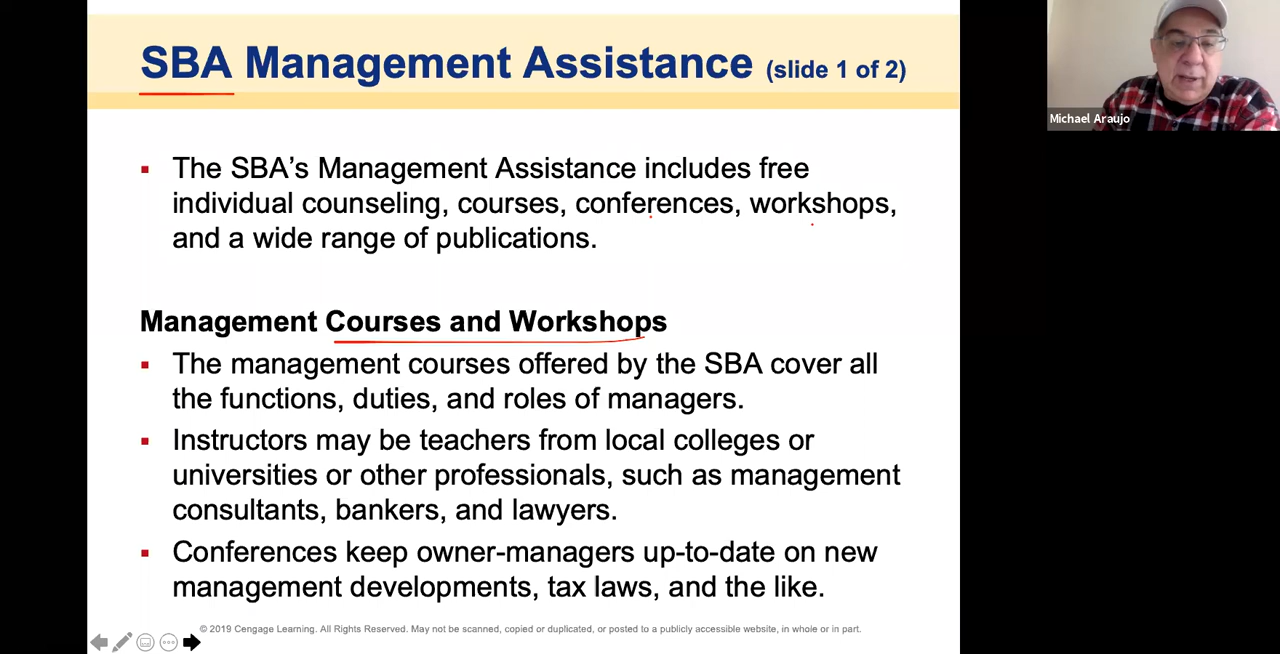 SBA Management Assistance (slide 1 of 2)
Michael Araujo
▪ The SBA’s Management Assistance includes free
individual counseling, courses, conferences, workshops,
and a wide range of publications.
Management Courses and Workshops
▪ The management courses offered by the SBA cover all
the functions, duties, and roles of managers.
▪ Instructors may be teachers from local colleges or
universities or other professionals, such as management
consultants, bankers, and lawyers.
▪ Conferences keep owner-managers up-to-date on new
management developments, tax laws, and the like.
© 2019 Cengage Learning. All Rights Reserved. May not be scanned, copied or duplicated, or posted to a publicly accessible website, in whole or in part.